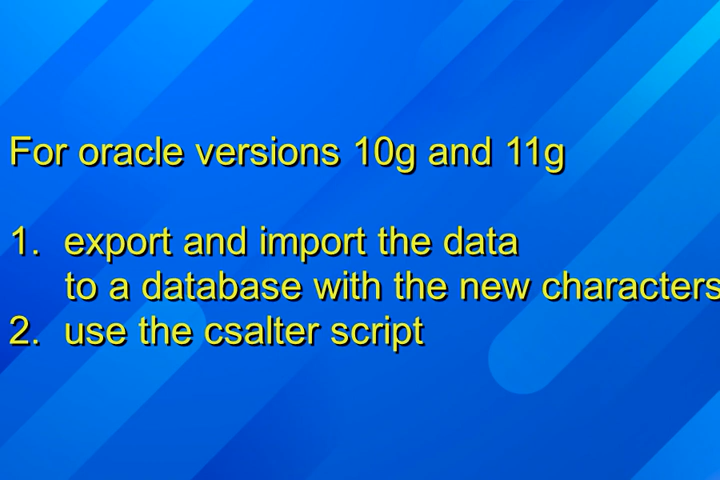 For oracle versions 10g and 11g
1. export and import the data
to a database with the new characters
2. use the csalter script